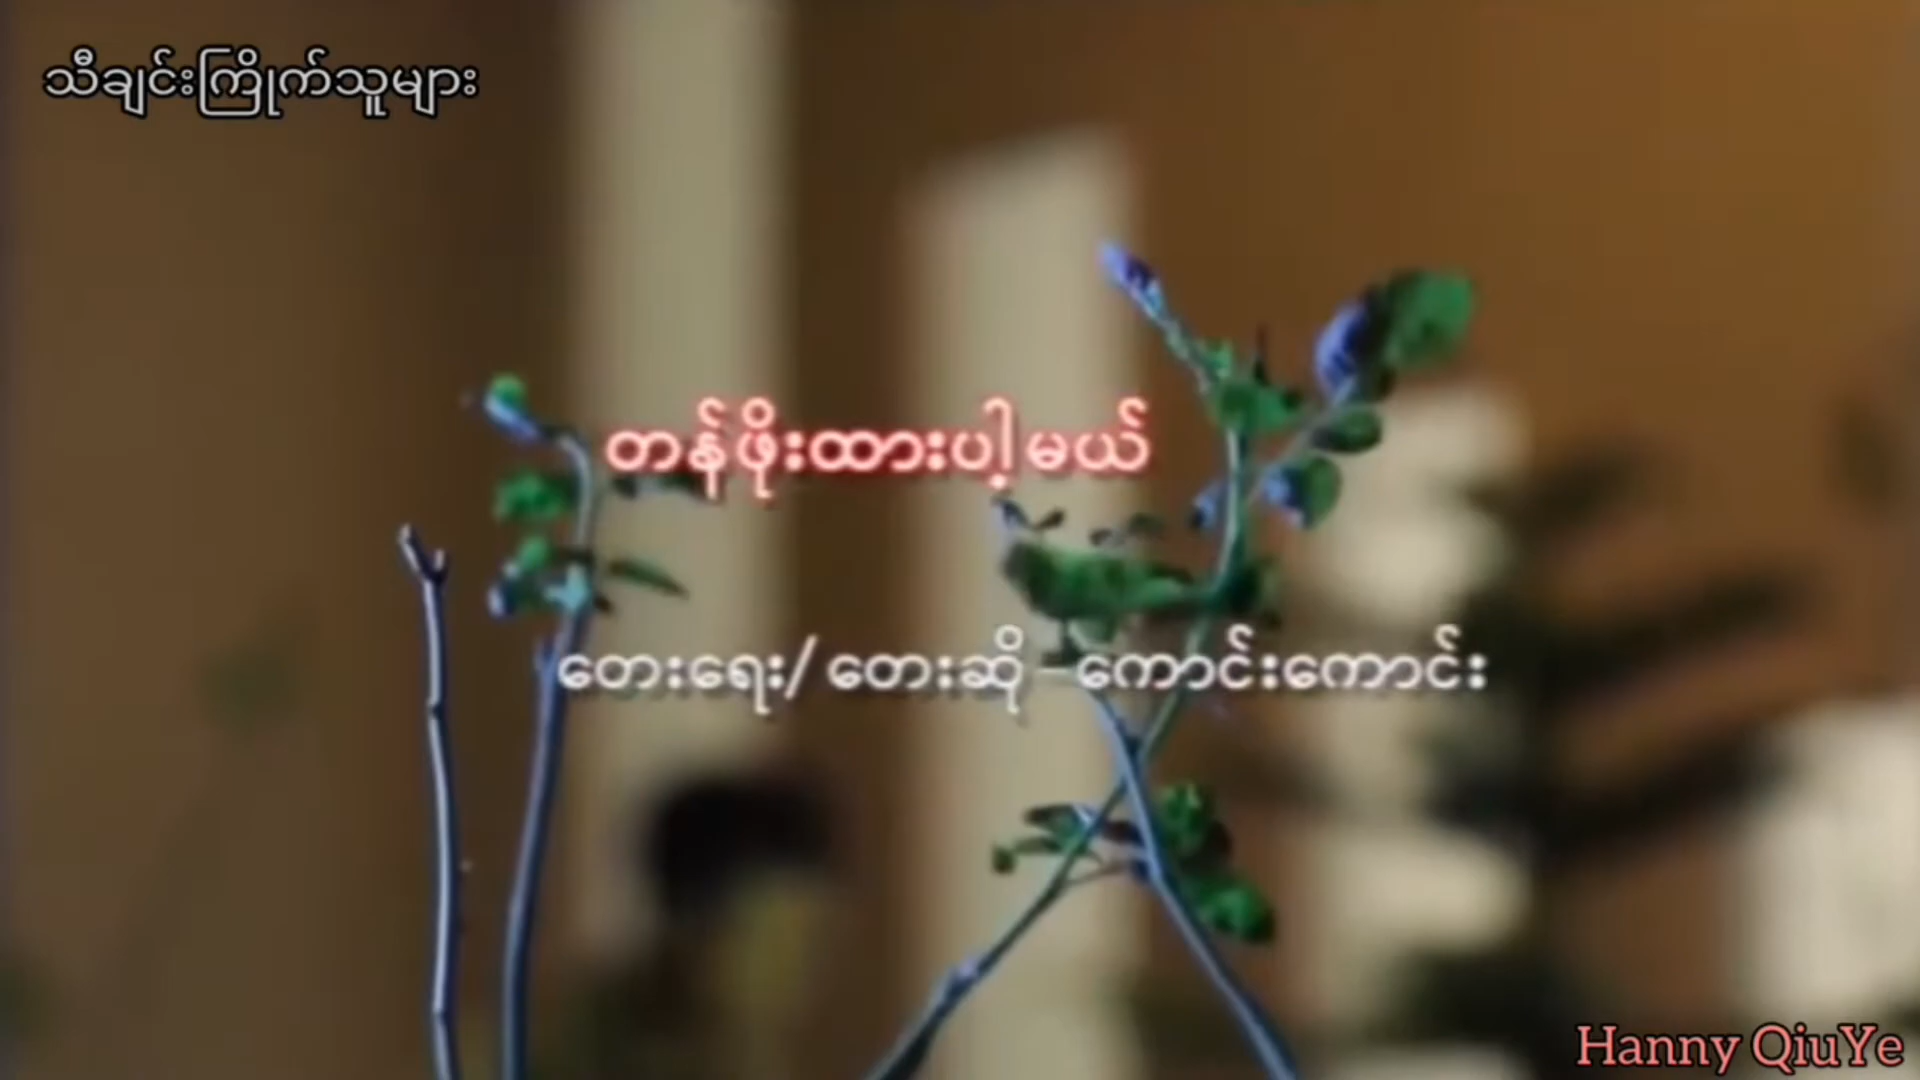 သီချင်းကြိုက်သူများ
တန်ဖိုးထားပါ့မယ်
တေးရေး/ တေးဆို - ကောင်းကောင်း
Hanny QiuYe